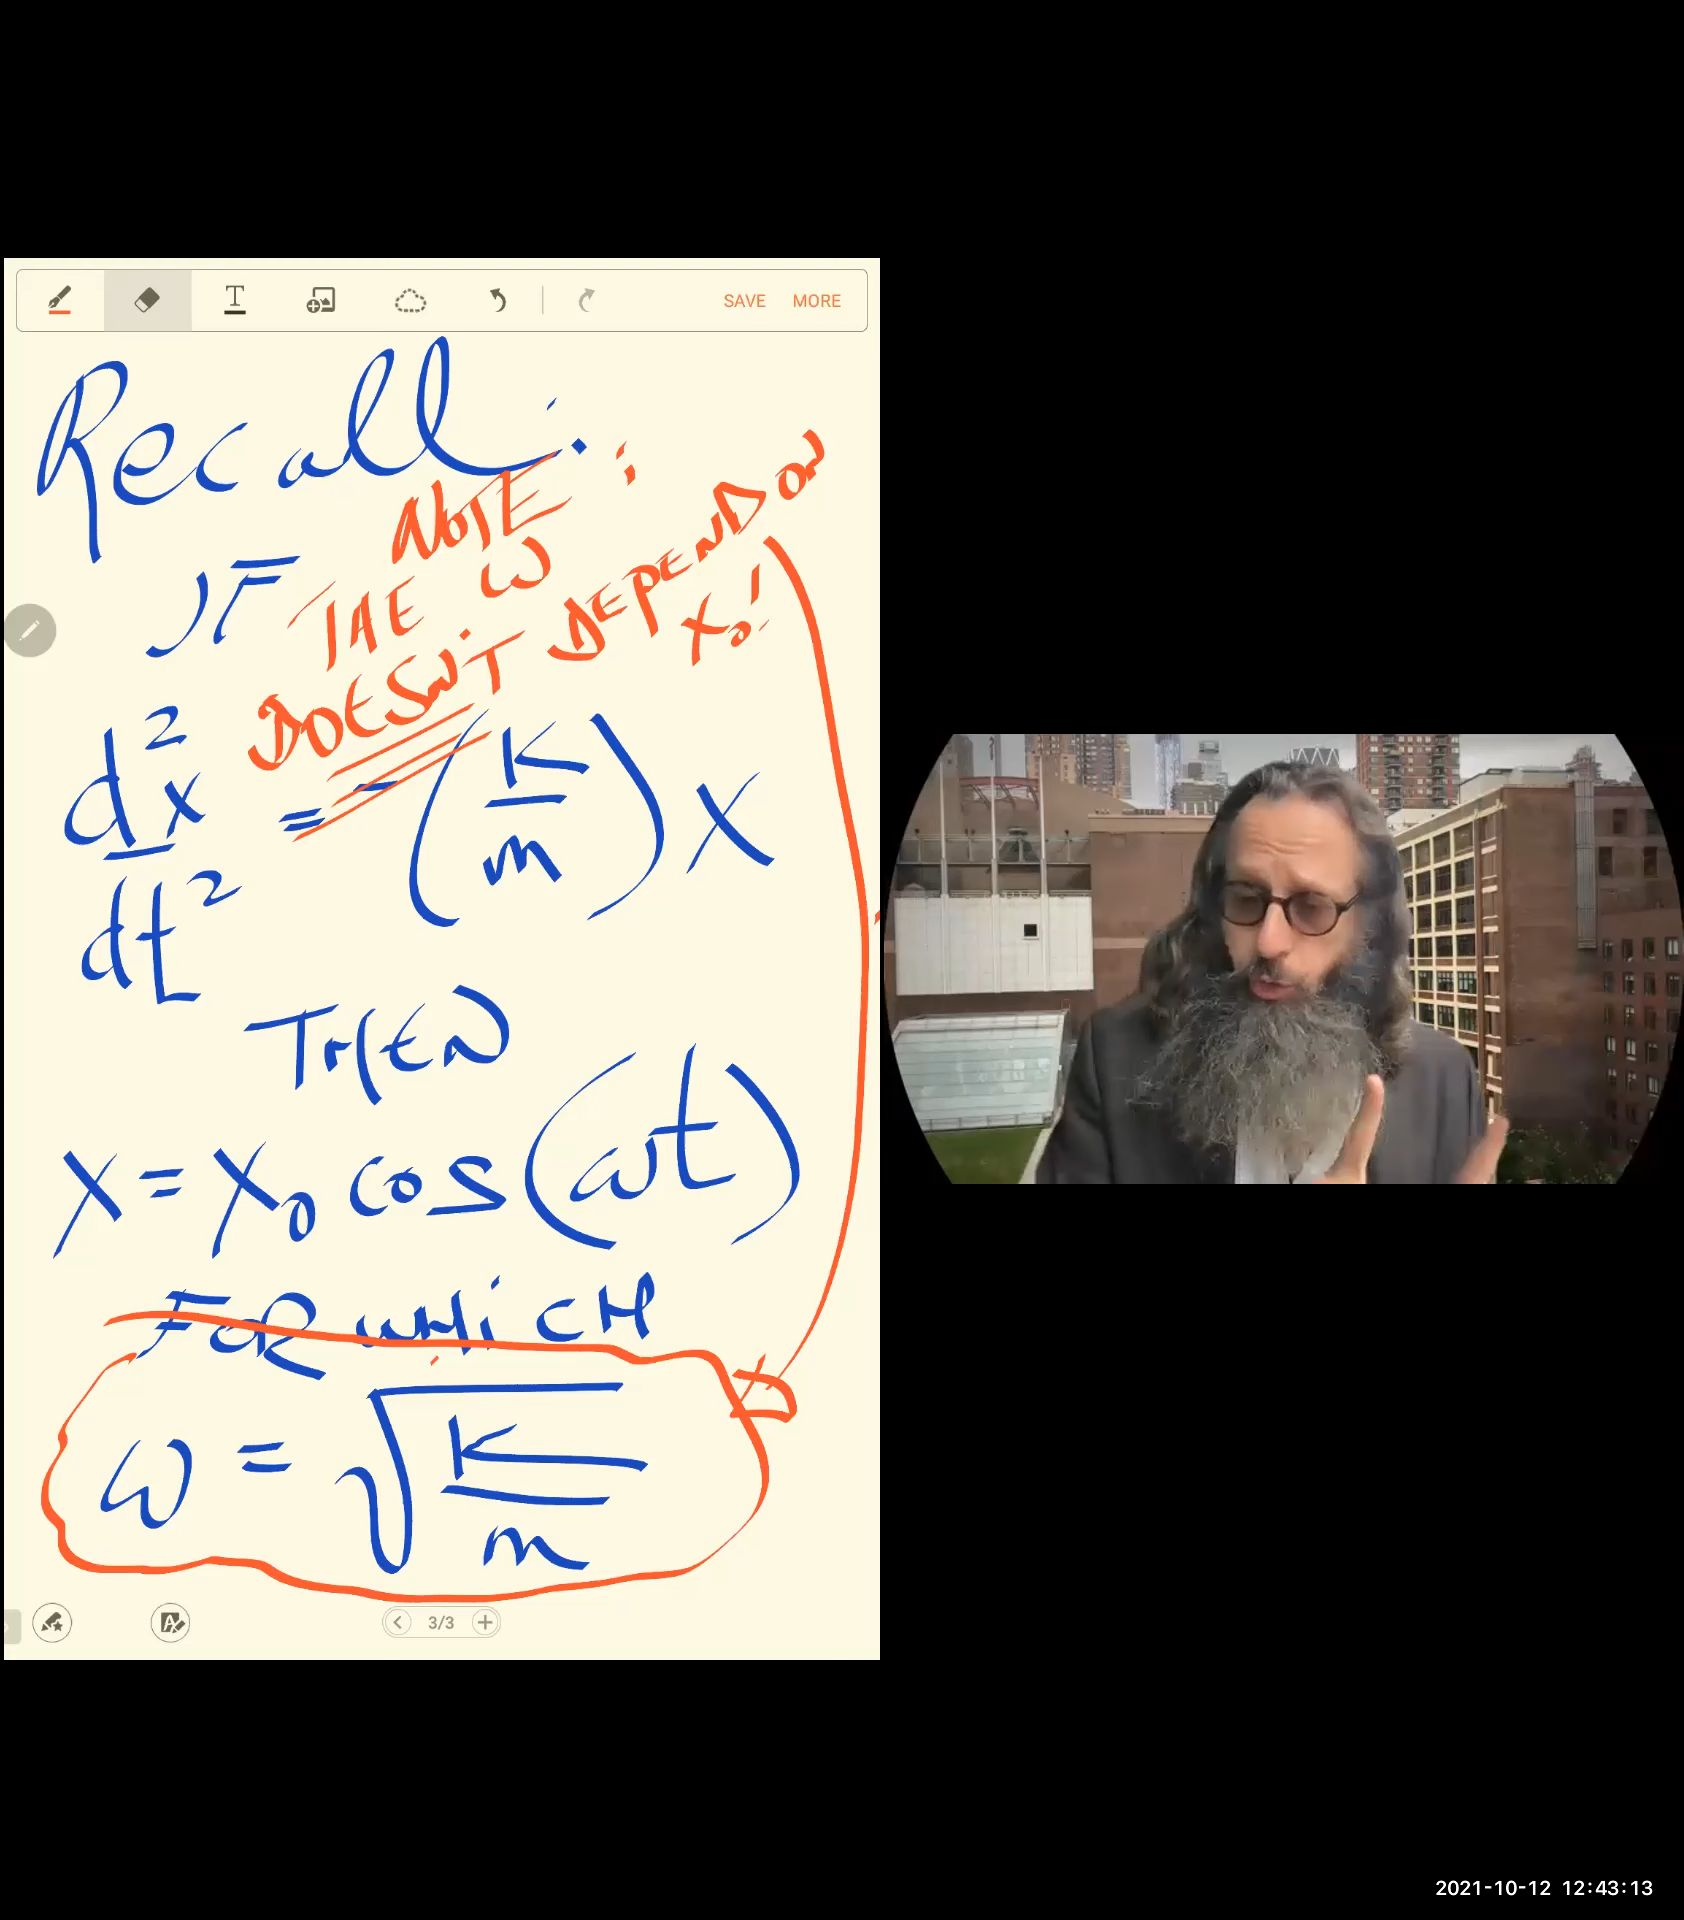 SAVE MORE
Recall:
NOTE:
IF THE ω
DOESN'T DEPEND ON
x₀!
d²x/dt² = -(K/m) X
THEN
X = X₀ cos(ωt)
FOR WHICH
ω = √(K/m)
3/3
2021-10-12 12:43:13